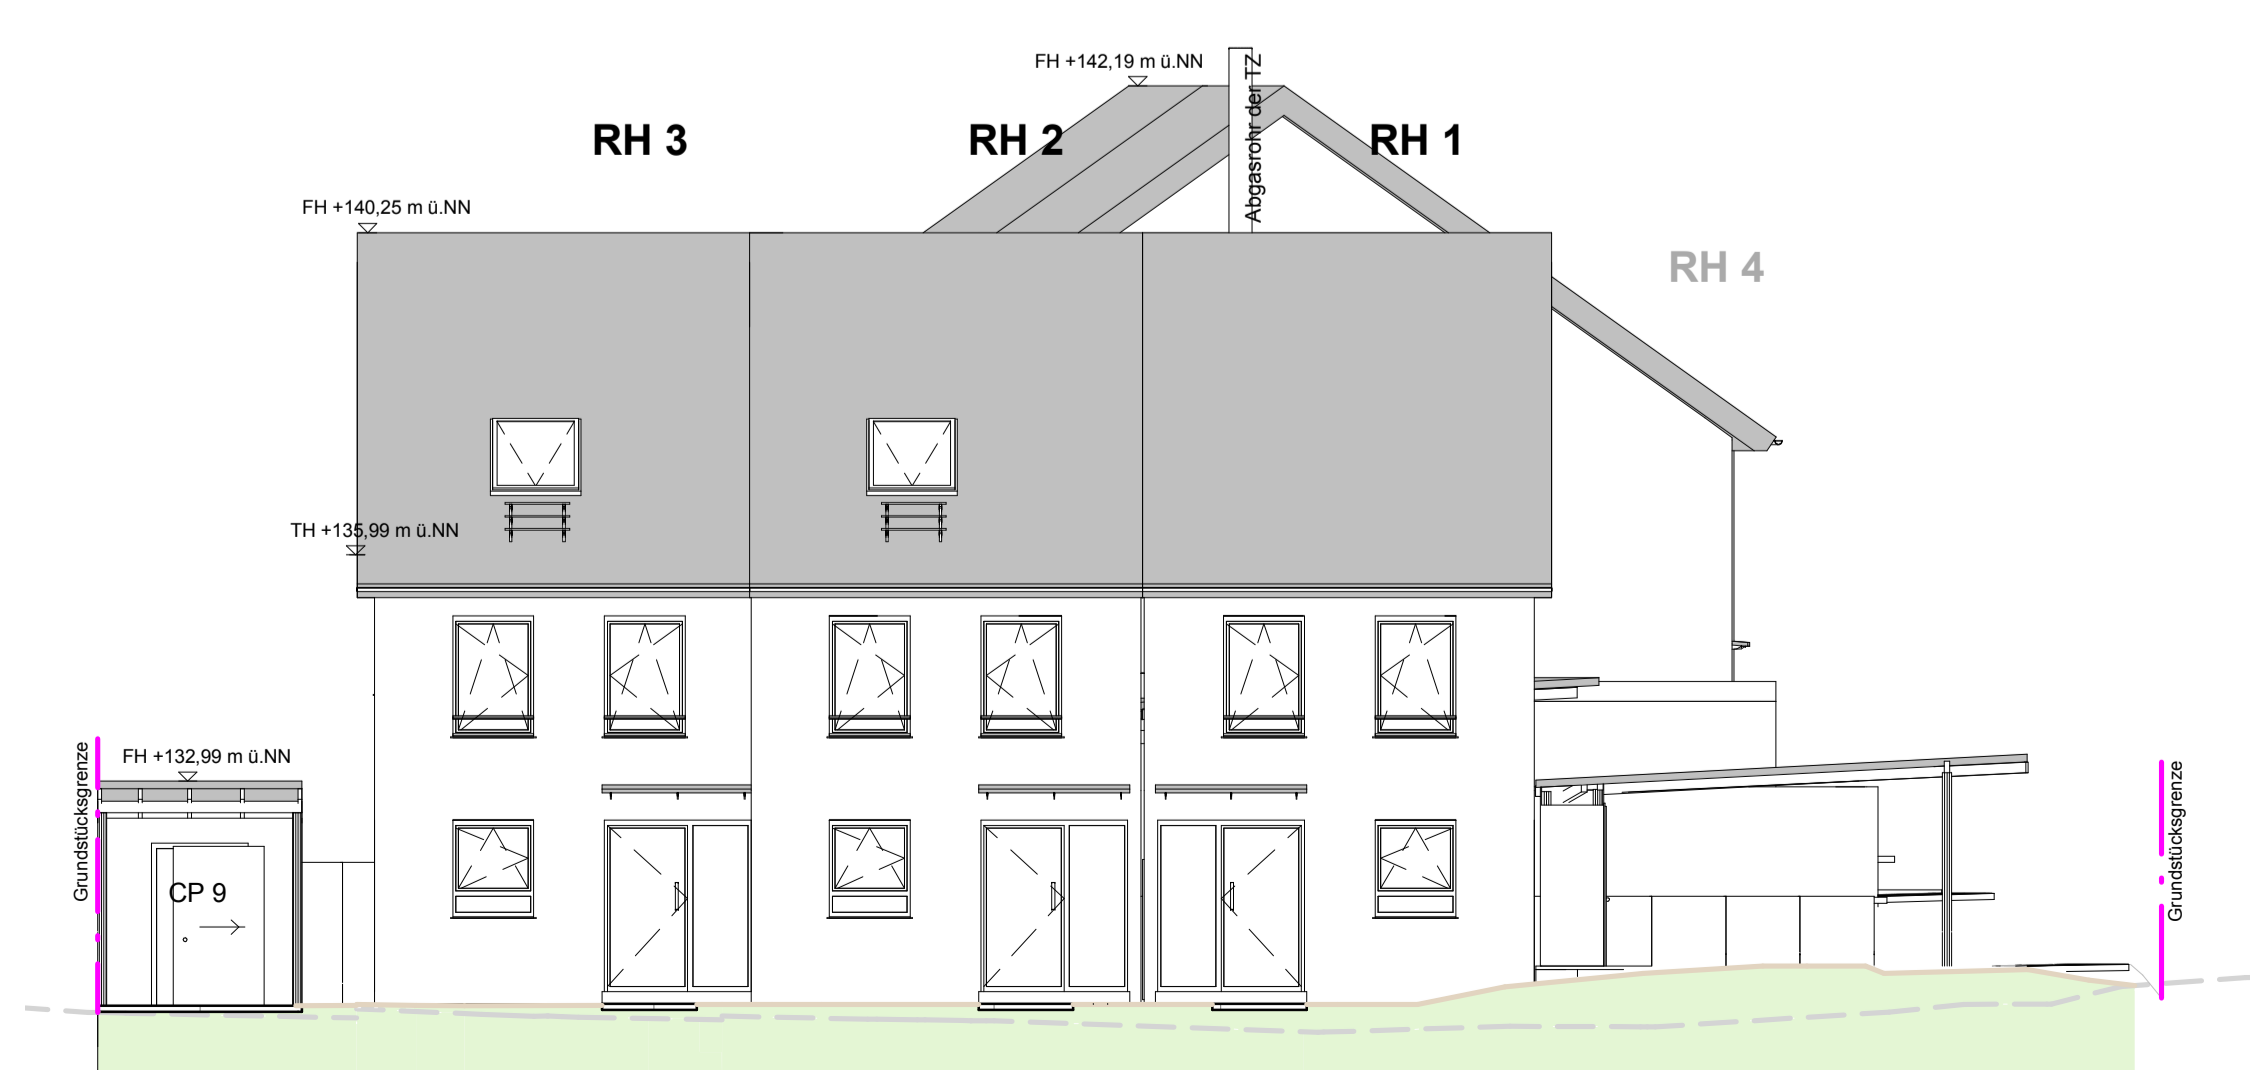 FH +142,19 m ü.NN
Abgasrohr der TZ
RH 3
RH 2
RH 1
FH +140,25 m ü.NN
RH 4
TH +135,99 m ü.NN
Grundstücksgrenze
FH +132,99 m ü.NN
CP 9
Grundstücksgrenze